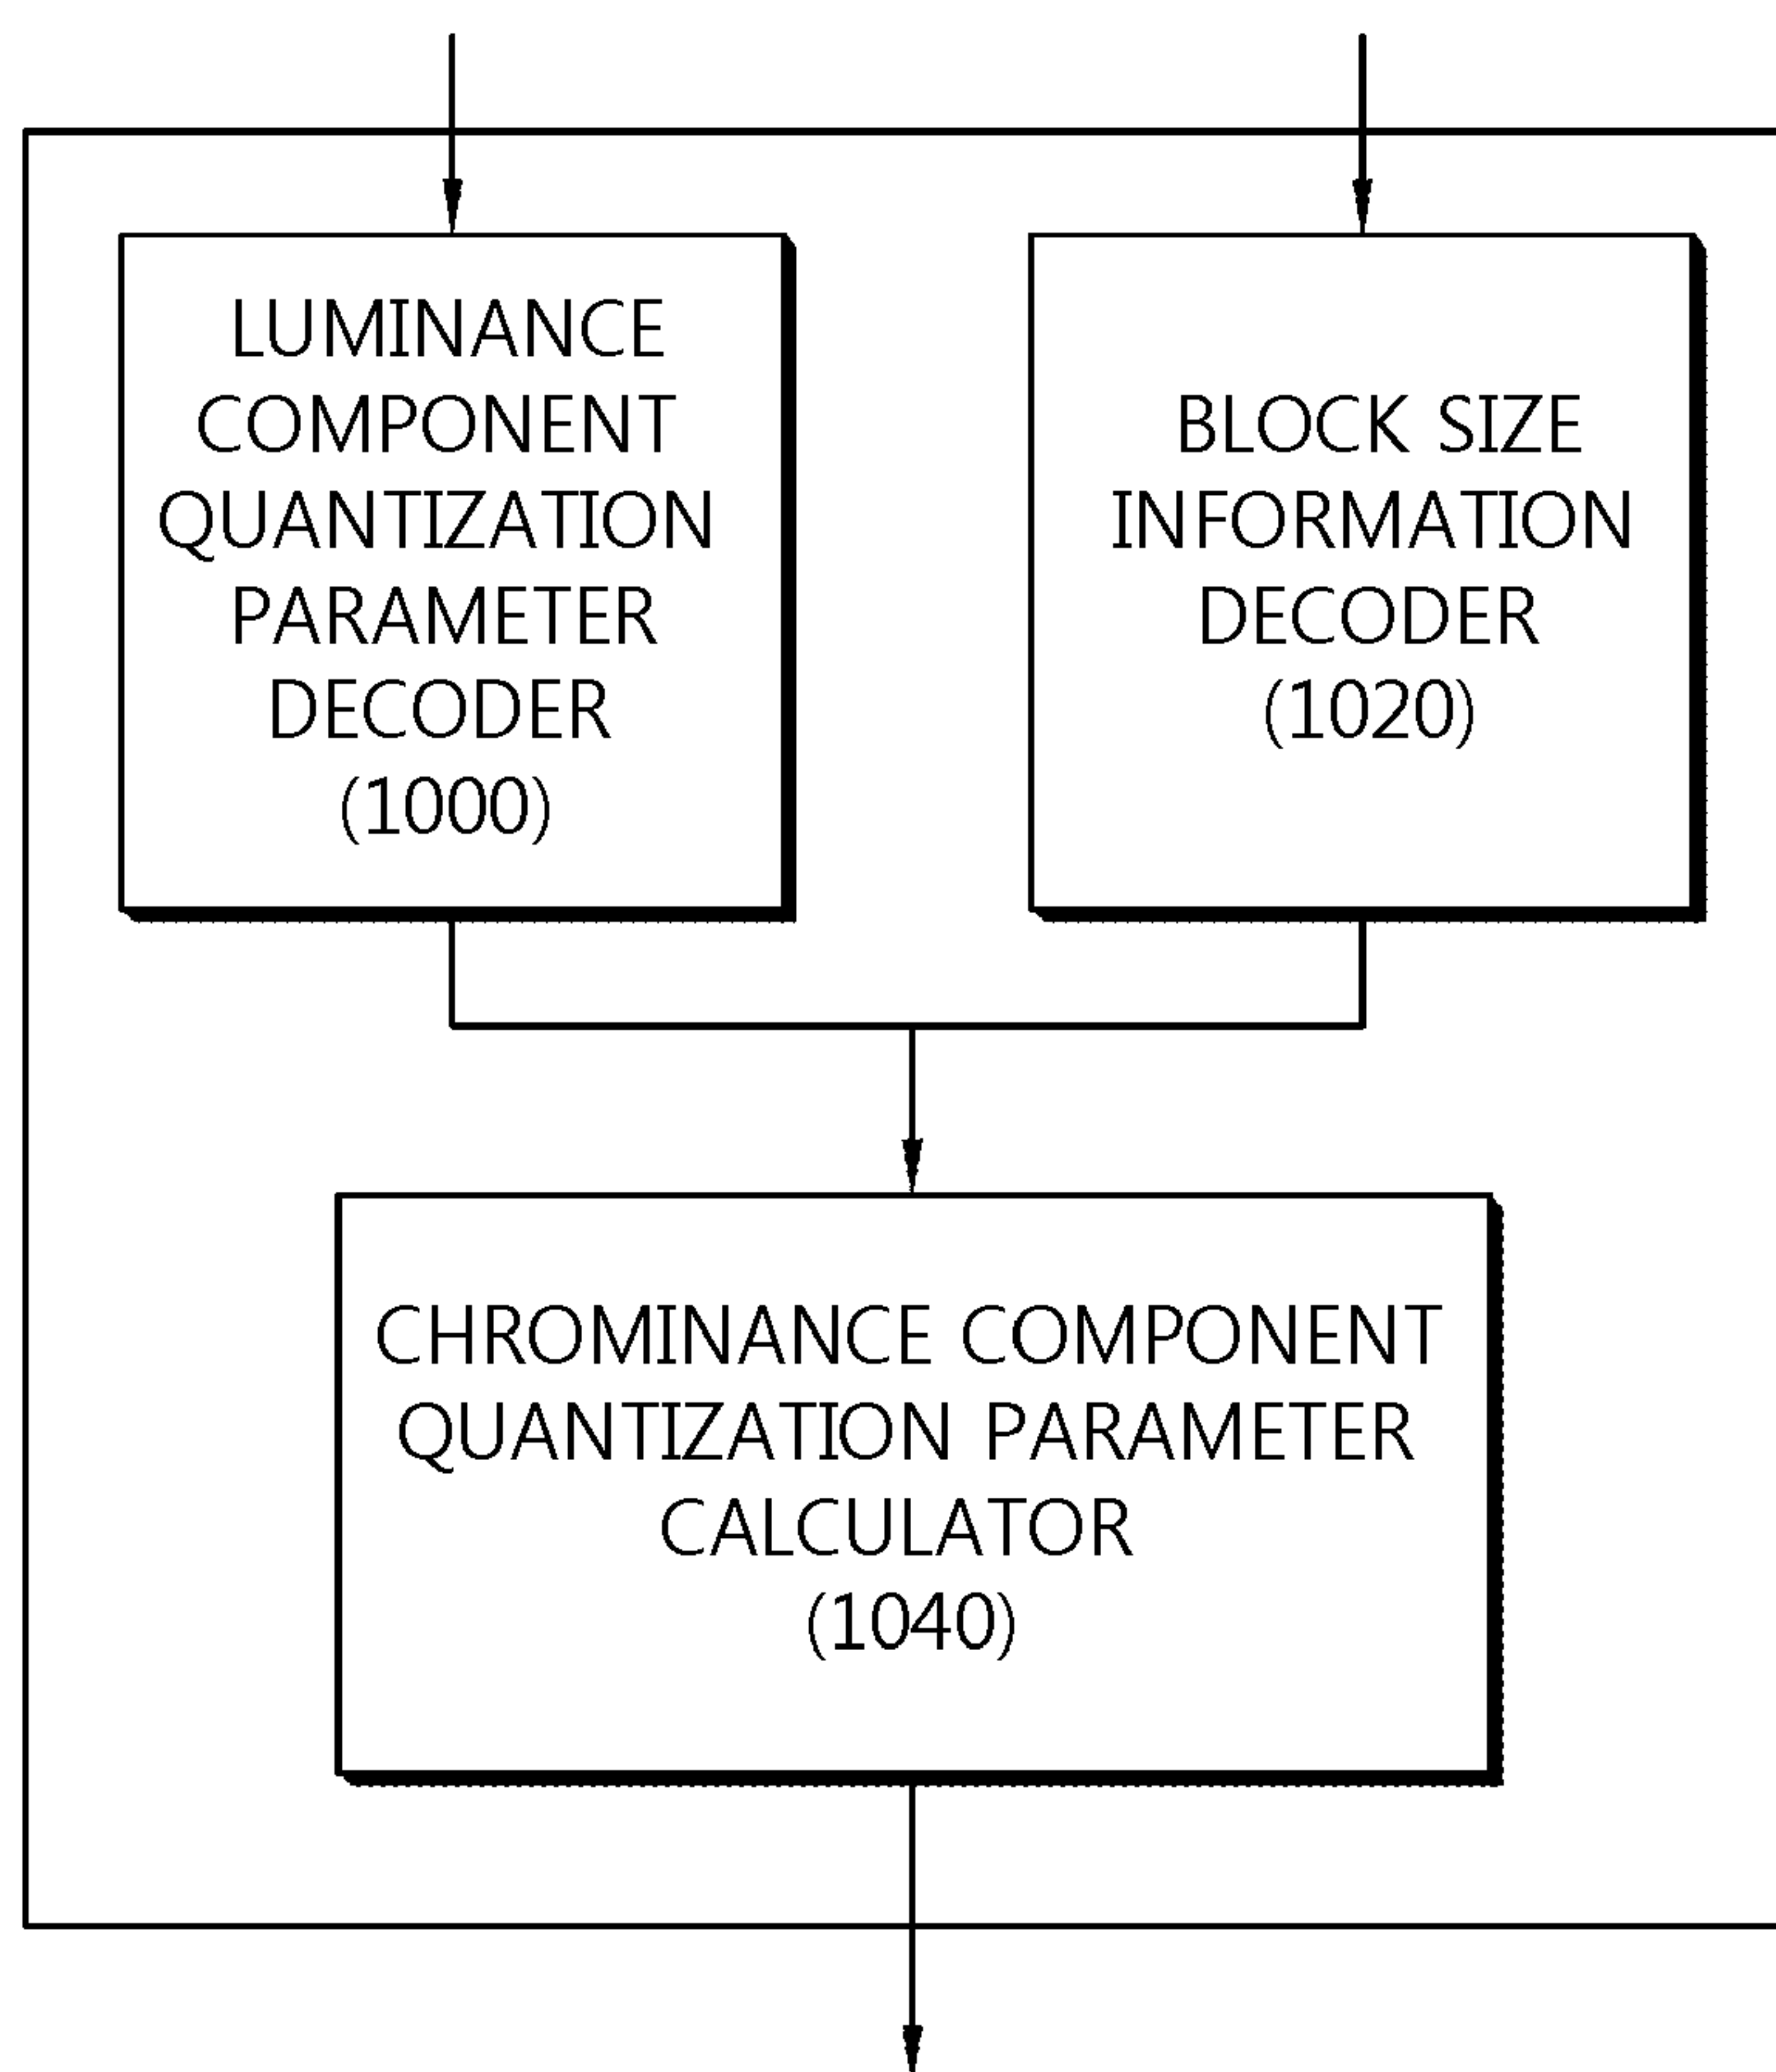 LUMINANCE
COMPONENT
QUANTIZATION
PARAMETER
DECODER
(1000)
BLOCK SIZE
INFORMATION
DECODER
(1020)
CHROMINANCE COMPONENT
QUANTIZATION PARAMETER
CALCULATOR
(1040)